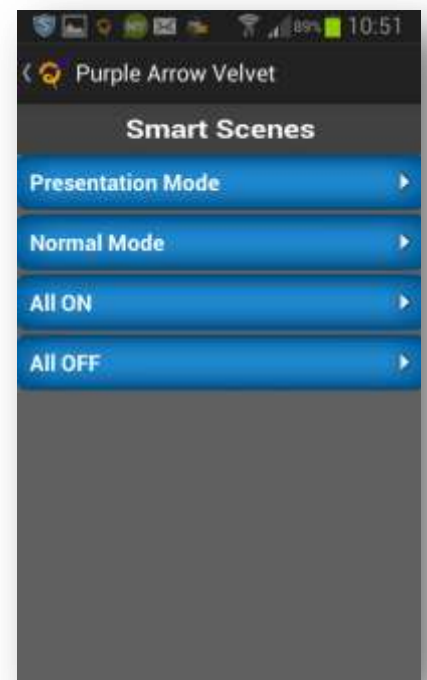 89% 10:51
Purple Arrow Velvet
Smart Scenes
Presentation Mode
Normal Mode
All ON
All OFF